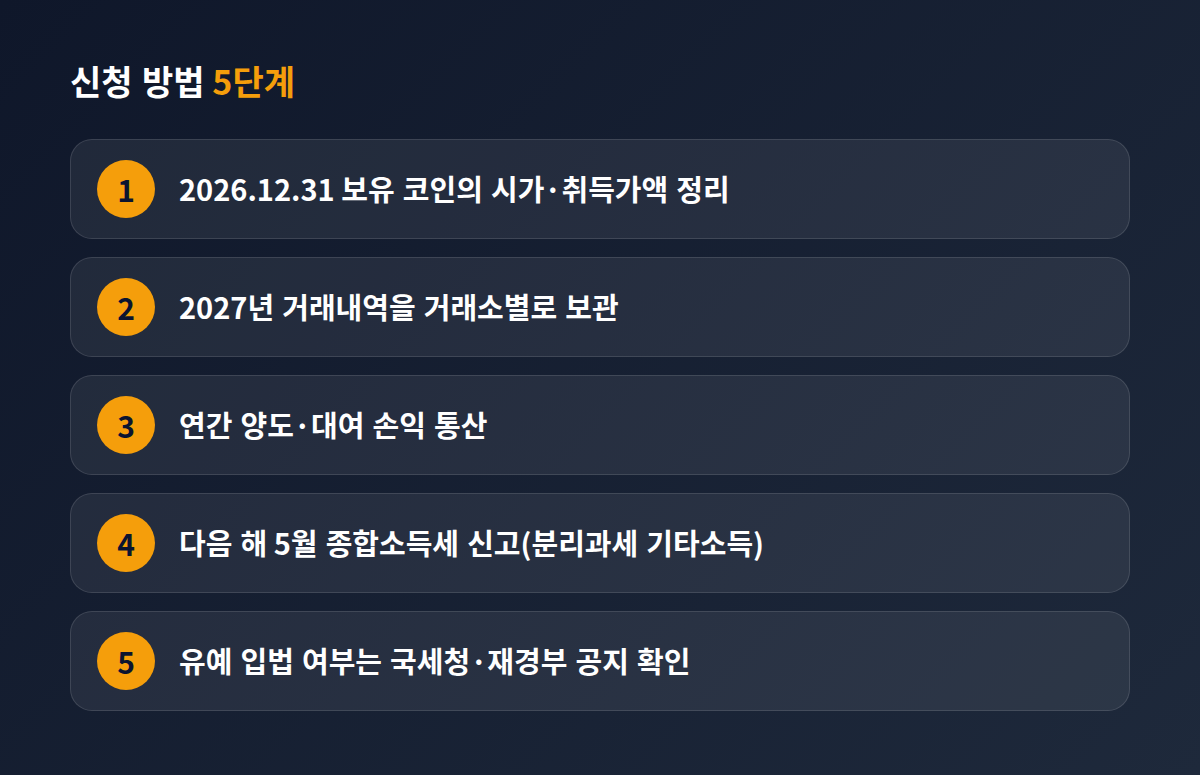 신청 방법 5단계
1 2026.12.31 보유 코인의 시가·취득가액 정리
2 2027년 거래내역을 거래소별로 보관
3 연간 양도·대여 손익 통산
4 다음 해 5월 종합소득세 신고(분리과세 기타소득)
5 유예 입법 여부는 국세청·재경부 공지 확인